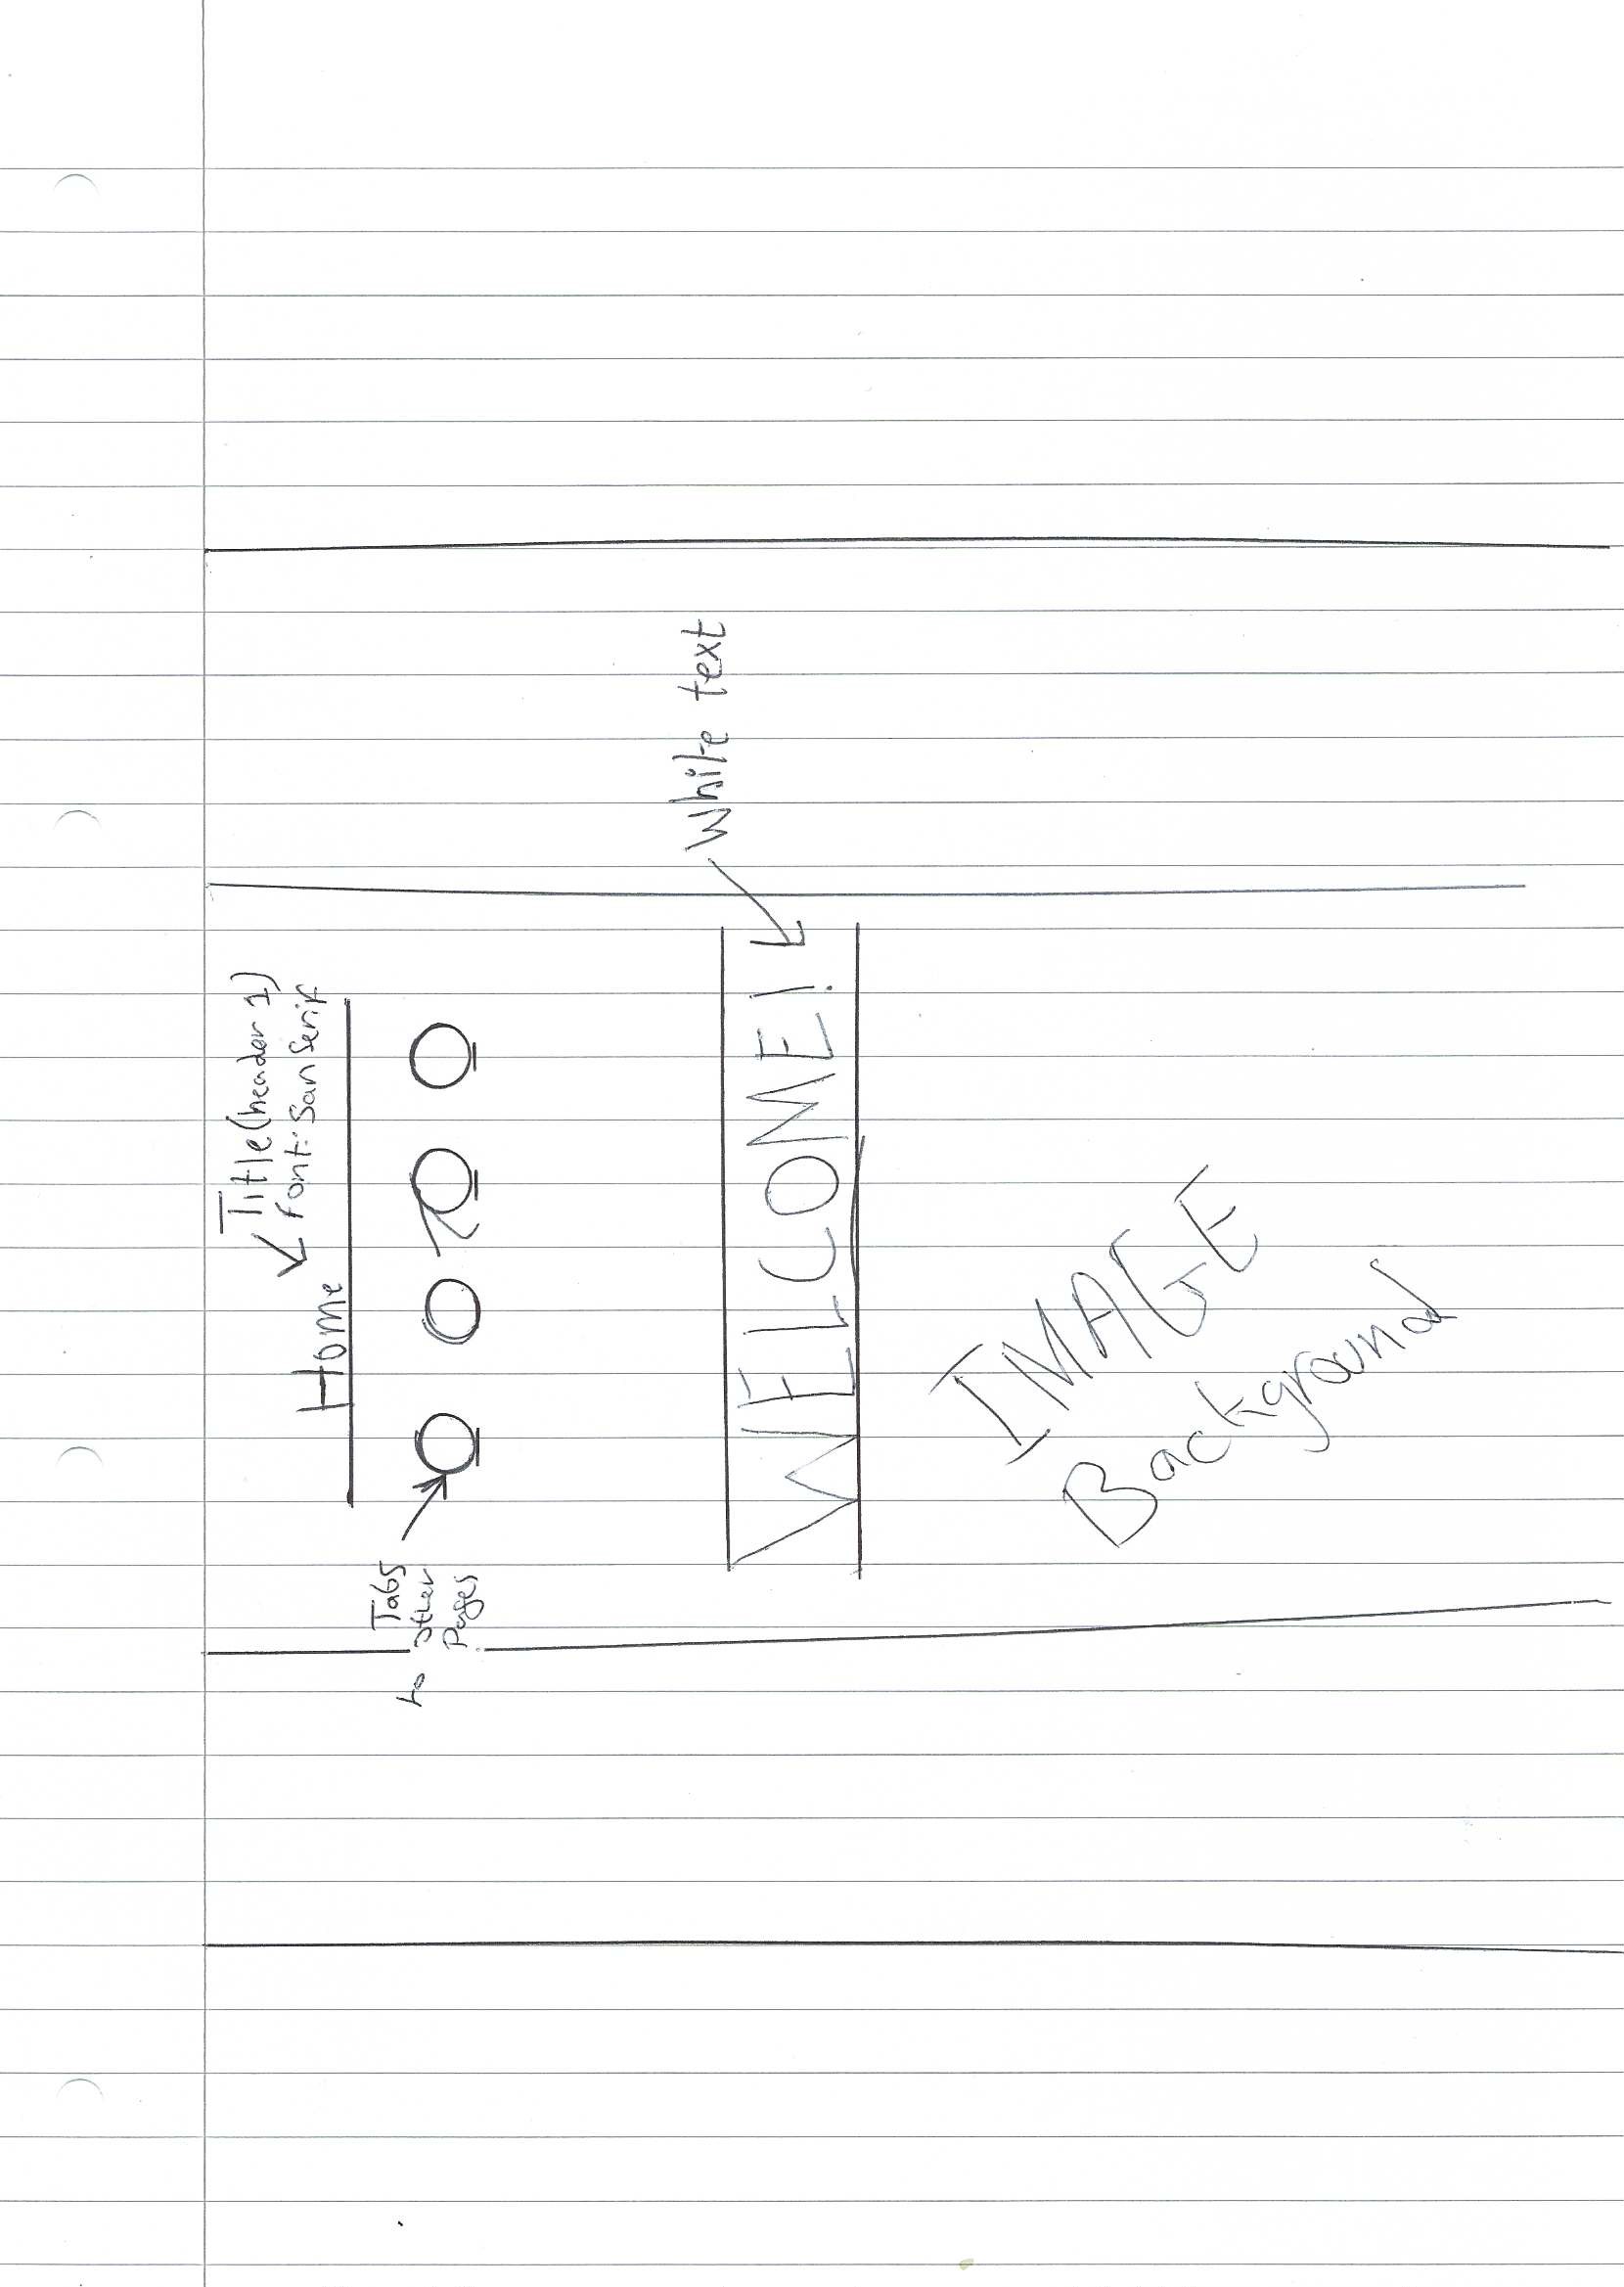 Title (header 1)
font: San Serif
Home
Tabs
to other
Pages
White text
WELCOME!
IMAGE
Background